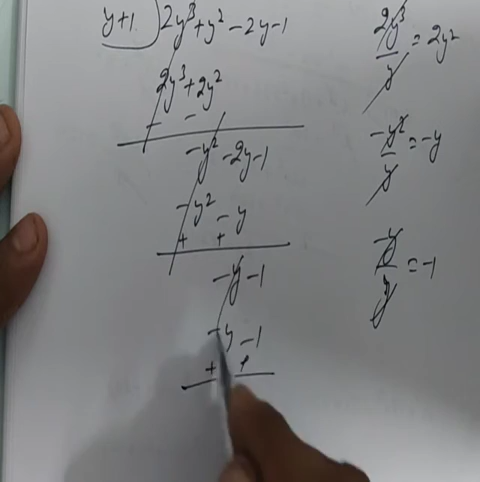 y+1 ) 2y³+y²-2y-1
2y³+2y²
- -
-y²-2y-1
-y²-y
+ +
-y-1
-y-1
+ +
2y³/y = 2y²
-y²/y = -y
-y/y = -1